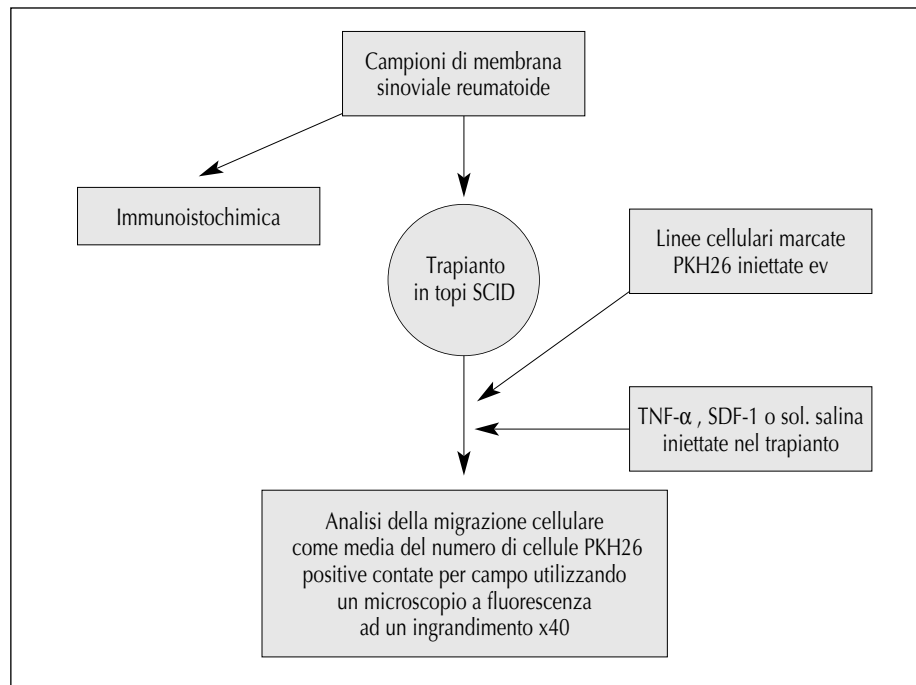 Campioni di membrana
sinoviale reumatoide
Immunoistochimica
Trapianto
in topi SCID
Linee cellulari marcate
PKH26 iniettate ev
TNF-α , SDF-1 o sol. salina
iniettate nel trapianto
Analisi della migrazione cellulare
come media del numero di cellule PKH26
positive contate per campo utilizzando
un microscopio a fluorescenza
ad un ingrandimento x40